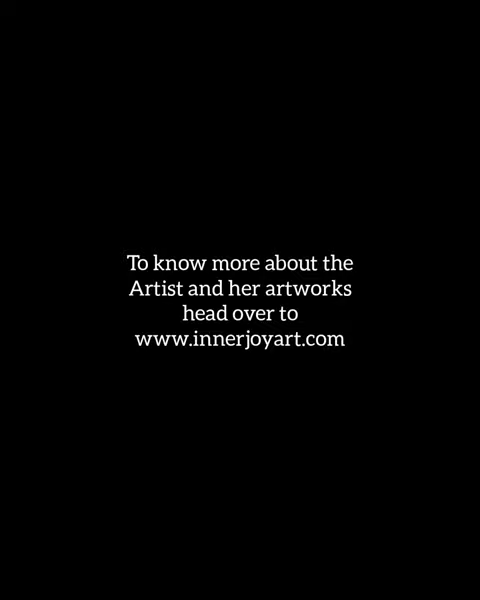 To know more about the
Artist and her artworks
head over to
www.innerjoyart.com